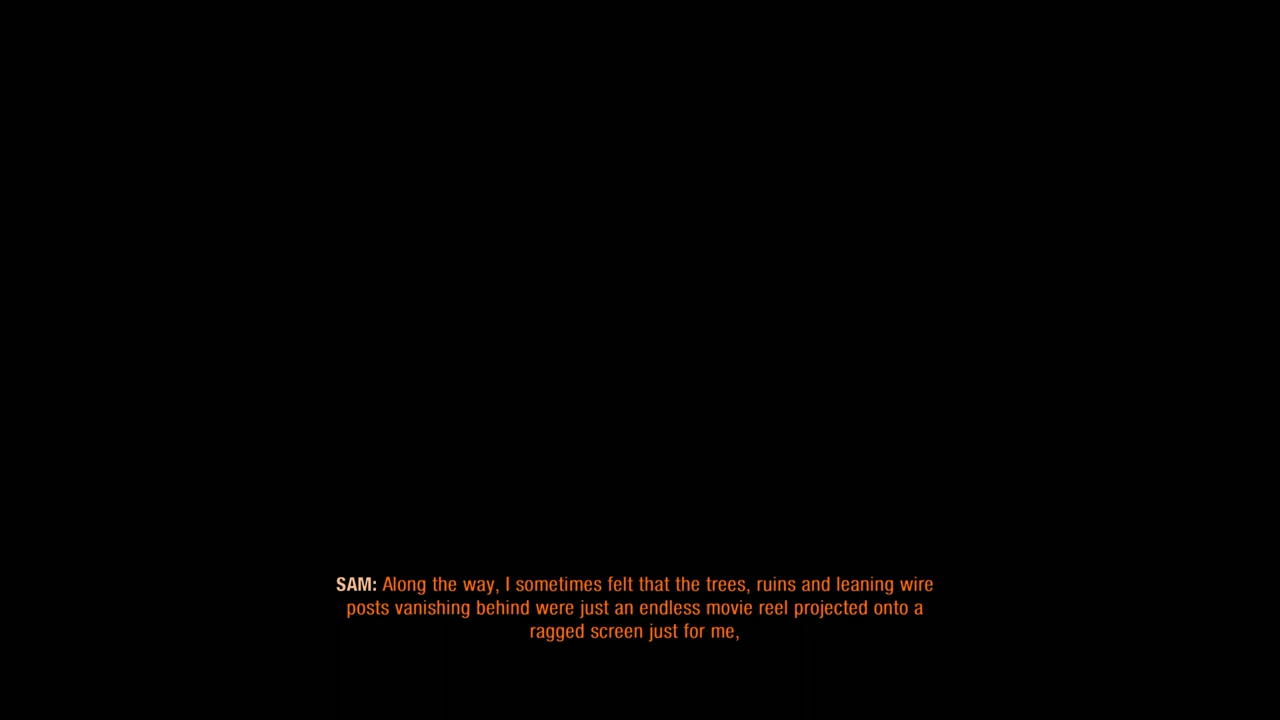 SAM: Along the way, I sometimes felt that the trees, ruins and leaning wire
posts vanishing behind were just an endless movie reel projected onto a
ragged screen just for me,